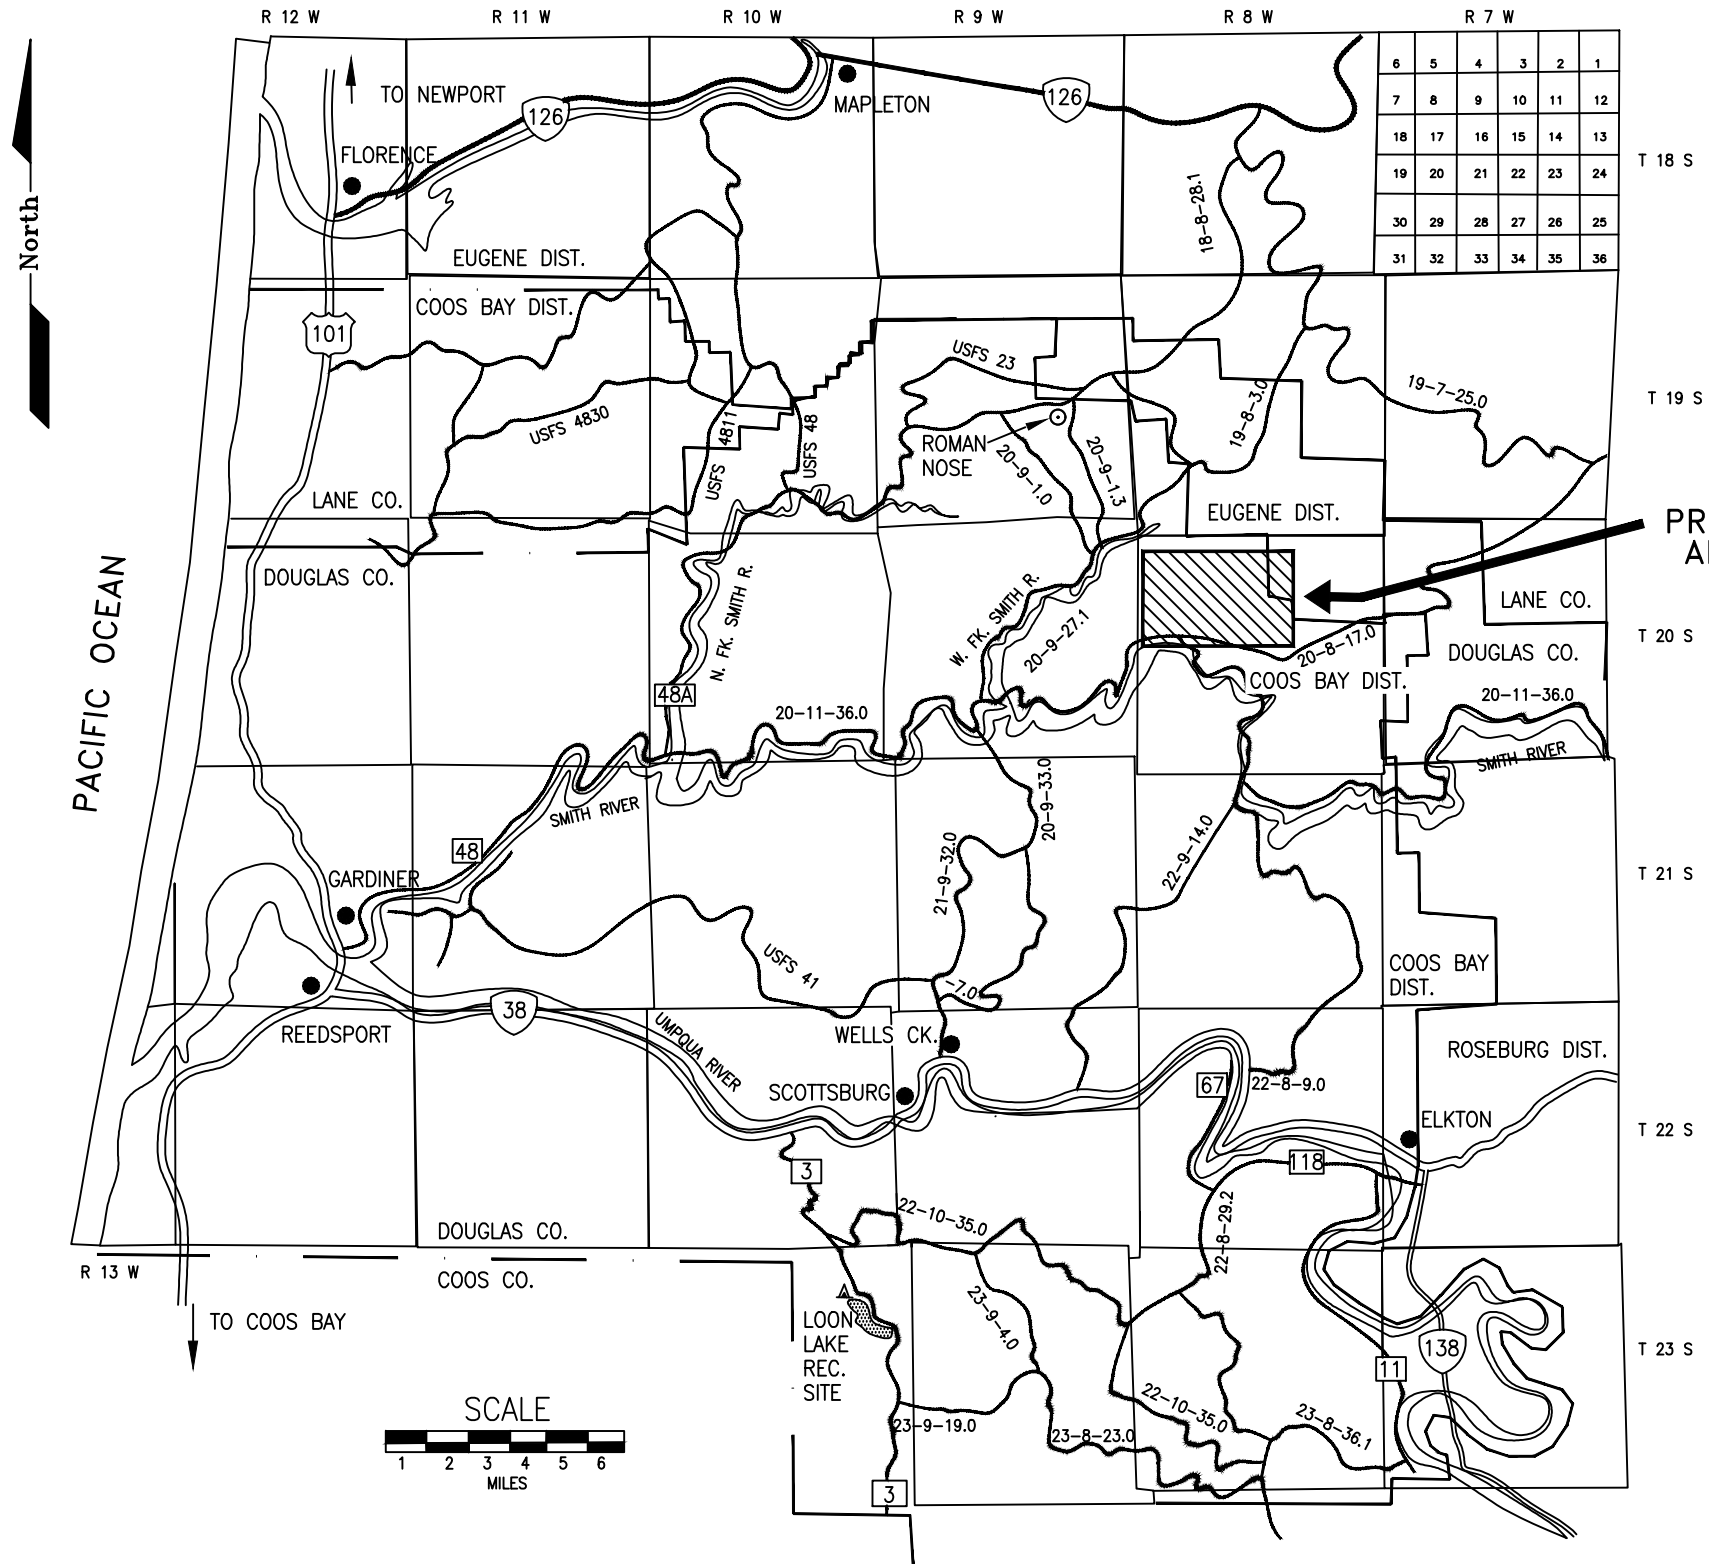 R 12 W
R 11 W
R 10 W
R 9 W
R 8 W
R 7 W
6 5 4 3 2 1
7 8 9 10 11 12
18 17 16 15 14 13
19 20 21 22 23 24
30 29 28 27 26 25
31 32 33 34 35 36
T 18 S
North
TO NEWPORT
126
MAPLETON
126
FLORENCE
18-8-28.1
EUGENE DIST.
COOS BAY DIST.
101
USFS 23
19-8-3.0
19-7-25.0
T 19 S
USFS 4830
USFS 4811
USFS 48
ROMAN
NOSE
20-9-1.0
20-9-1.3
LANE CO.
EUGENE DIST.
PR
A
DOUGLAS CO.
PACIFIC OCEAN
N. FK. SMITH R.
W. FK. SMITH R.
20-9-27.1
20-8-17.0
LANE CO.
T 20 S
DOUGLAS CO.
COOS BAY DIST.
48A
20-11-36.0
20-11-36.0
SMITH RIVER
SMITH RIVER
20-9-33.0
48
21-9-32.0
22-9-14.0
GARDINER
T 21 S
USFS 41
-7.0
COOS BAY
DIST.
REEDSPORT
38
UMPQUA RIVER
WELLS CK.
ROSEBURG DIST.
SCOTTSBURG
67
22-8-9.0
ELKTON
T 22 S
3
118
22-10-35.0
22-8-29.2
DOUGLAS CO.
R 13 W
COOS CO.
TO COOS BAY
LOON
LAKE
REC.
SITE
23-9-4.0
138
T 23 S
11
22-10-35.0
23-9-19.0
23-8-23.0
23-8-36.1
3
SCALE
1 2 3 4 5 6
MILES